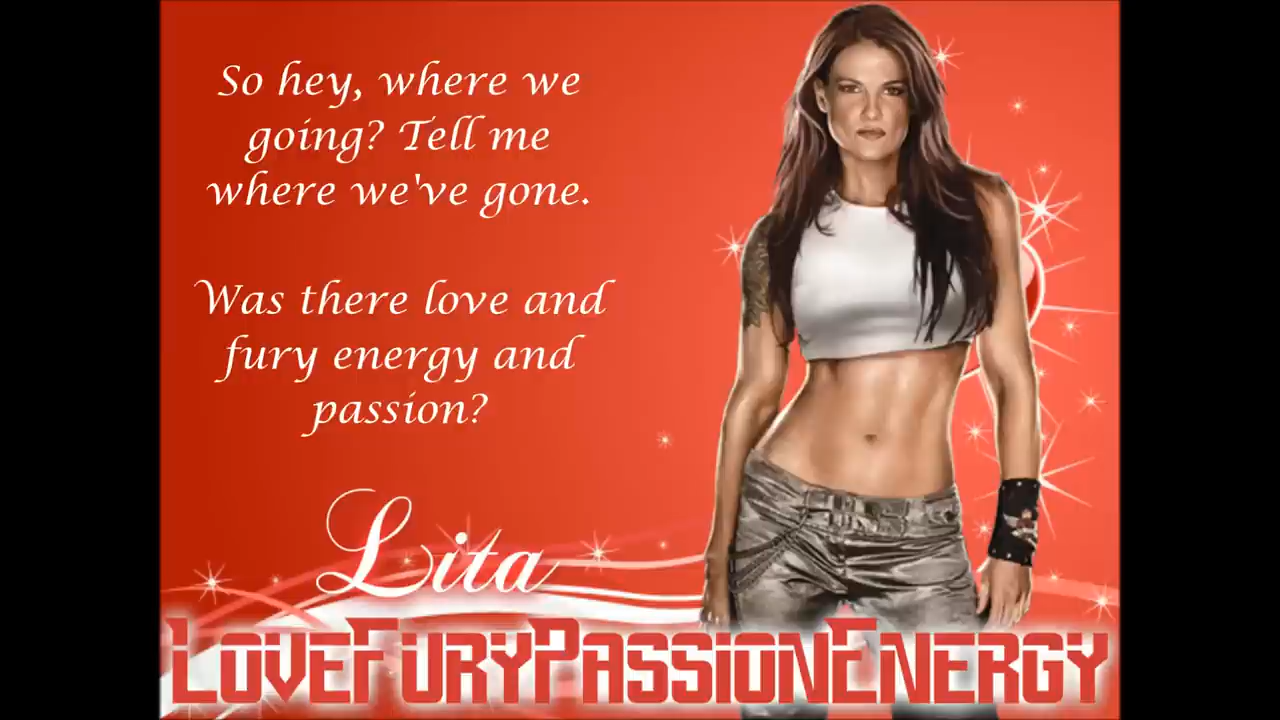 So hey, where we
going? Tell me
where we've gone.
Was there love and
fury energy and
passion?
Lita
LOVEFURYPASSIONENERGY